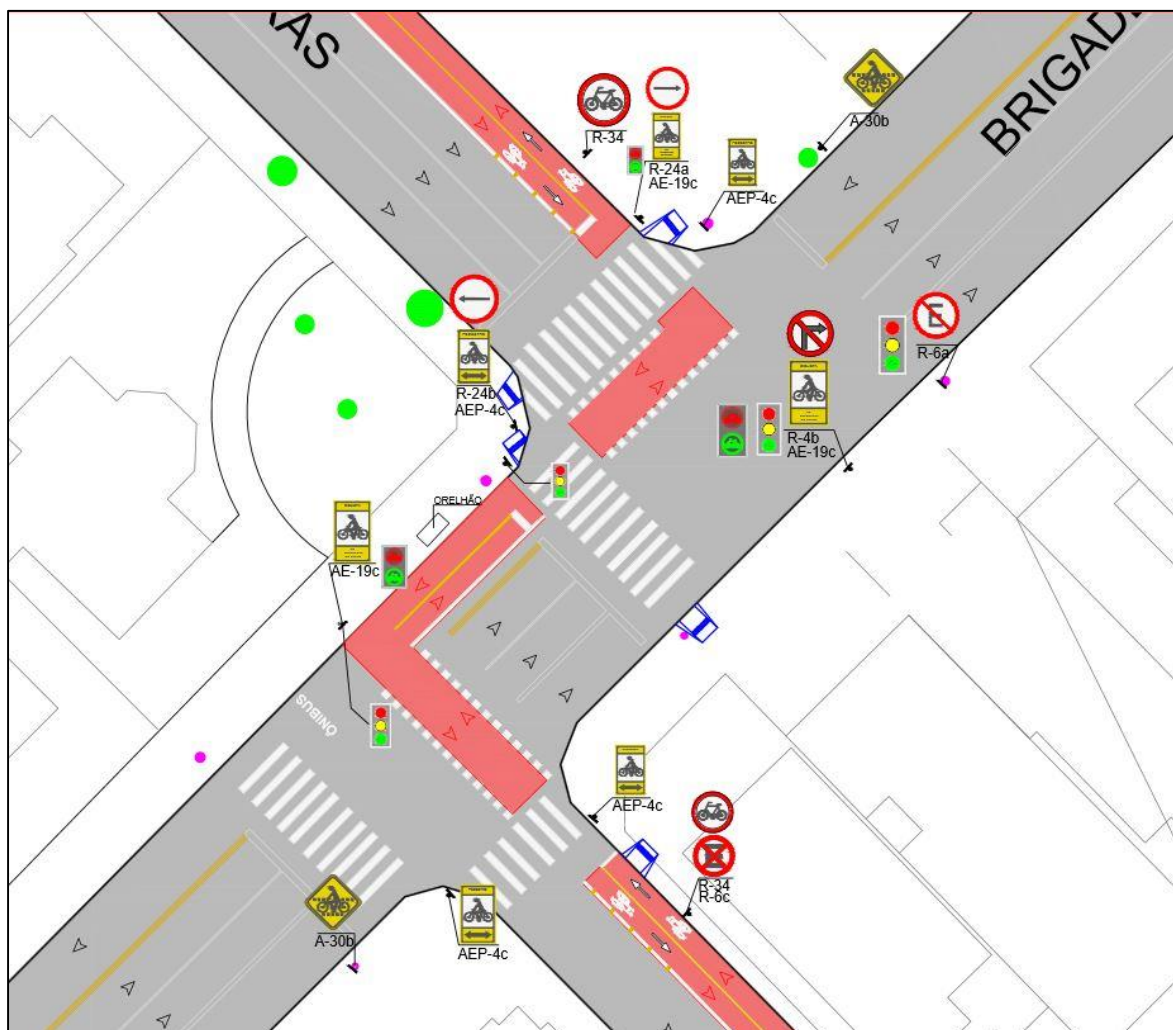 RAS
BRIGADE
R-34
R-24a
AE-19c
AEP-4c
A-30b
R-24b
AEP-4c
E
R-6a
R-4b
AE-19c
ORELHÃO
AE-19c
ÔNIBUS
AEP-4c
R-34
R-6c
A-30b
AEP-4c